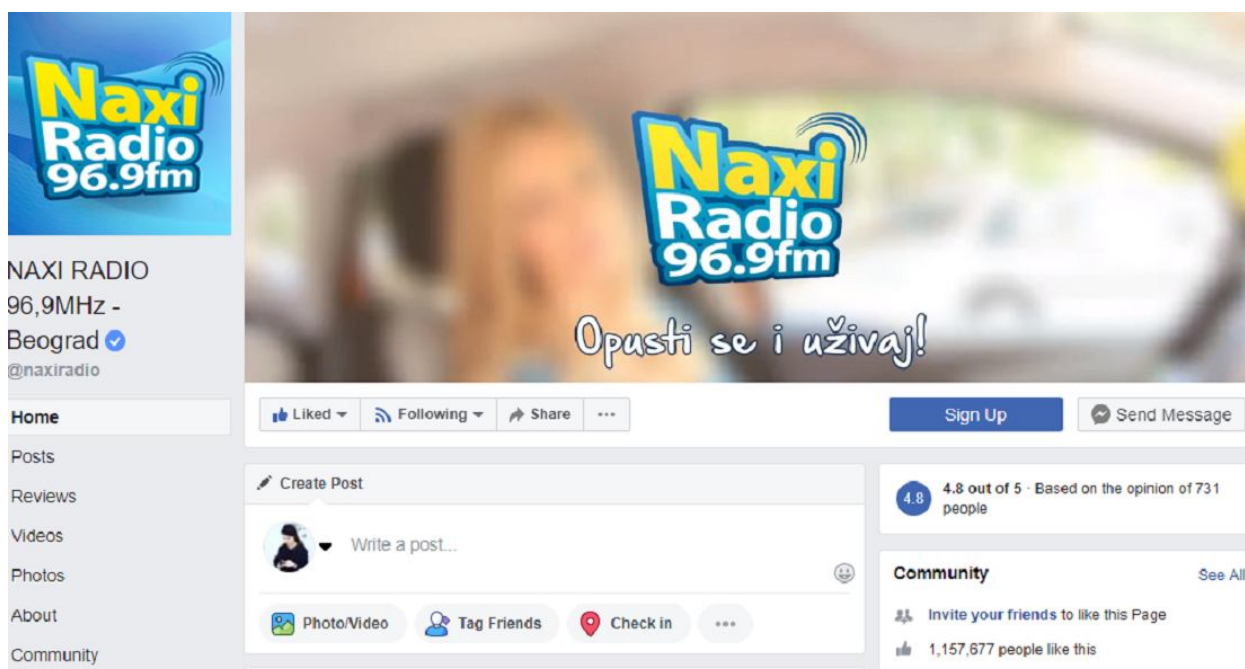 Naxi
Radio
96.9fm
NAXI RADIO
96,9MHz -
Beograd
@naxiradio
Home
Posts
Reviews
Videos
Photos
About
Community
Naxi
Radio
96.9fm
Opusti se i uživaj!
Liked
Following
Share
Sign Up
Send Message
Create Post
Write a post...
Photo/Video
Tag Friends
Check in
4.8
4.8 out of 5 · Based on the opinion of 731
people
Community
See All
Invite your friends to like this Page
1,157,677 people like this